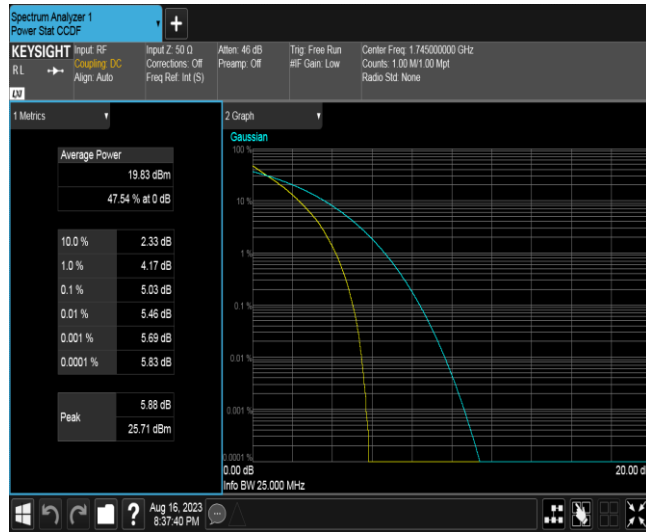 Spectrum Analyzer 1
Power Stat CCDF
+
KEYSIGHT
RL
LXI
Input: RF
Coupling: DC
Align: Auto
Input Z: 50 Ω
Corrections: Off
Freq Ref: Int (S)
Atten: 46 dB
Preamp: Off
Trig: Free Run
#IF Gain: Low
Center Freq: 1.745000000 GHz
Counts: 1.00 M/1.00 Mpt
Radio Std: None
1 Metrics
Average Power
19.83 dBm
47.54 % at 0 dB
10.0 % 2.33 dB
1.0 % 4.17 dB
0.1 % 5.03 dB
0.01 % 5.46 dB
0.001 % 5.69 dB
0.0001 % 5.83 dB
Peak
5.88 dB
25.71 dBm
2 Graph
Gaussian
100 %
10 %
1 %
0.1 %
0.01 %
0.001 %
0.0001 %
0.00 dB
20.00 d
Info BW 25.000 MHz
?
Aug 16, 2023
8:37:40 PM